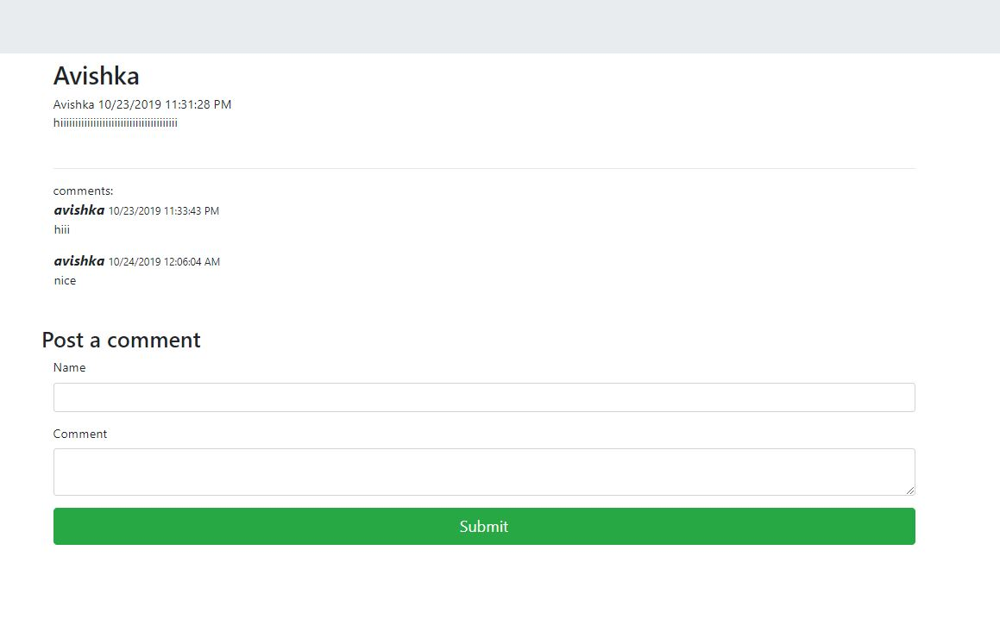 Avishka
Avishka 10/23/2019 11:31:28 PM
hiiiiiiiiiiiiiiiiiiiiiiiiiiiiiiiiiiiiiii
comments:
avishka 10/23/2019 11:33:43 PM
hiii
avishka 10/24/2019 12:06:04 AM
nice
Post a comment
Name
Comment
Submit